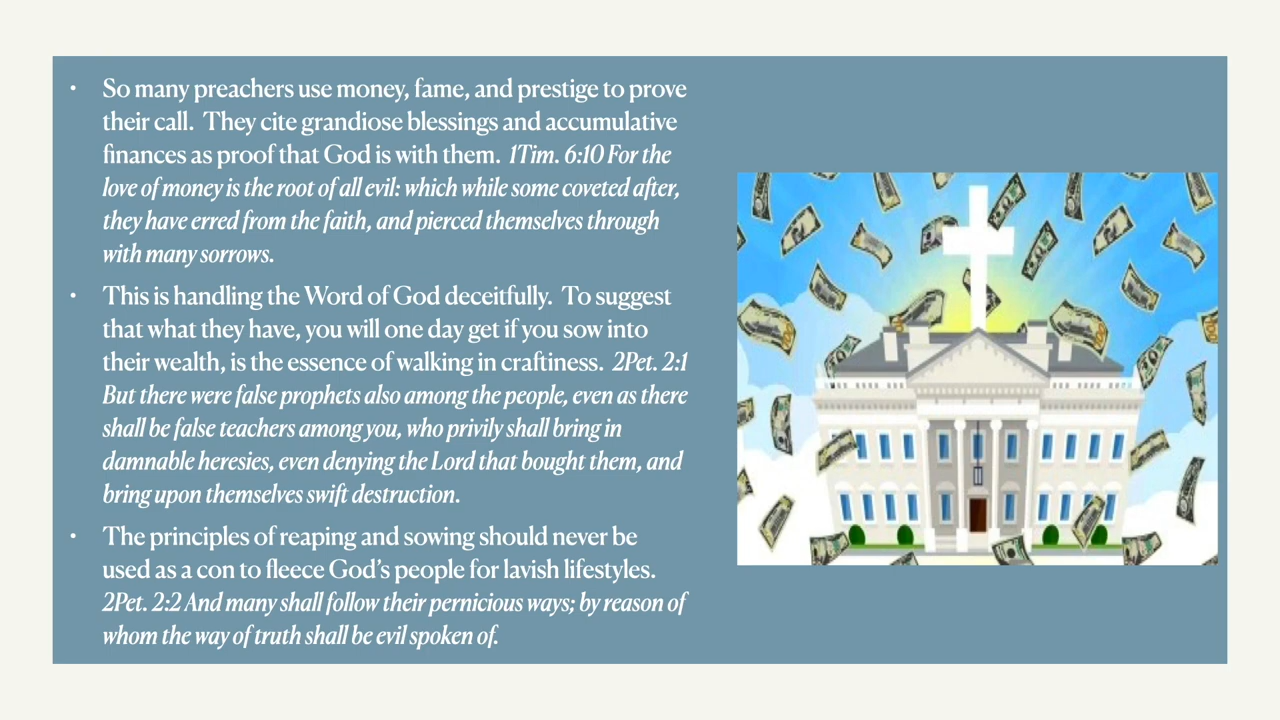 • So many preachers use money, fame, and prestige to prove
their call.  They cite grandiose blessings and accumulative
finances as proof that God is with them.  1Tim. 6:10 For the
love of money is the root of all evil: which while some coveted after,
they have erred from the faith, and pierced themselves through
with many sorrows.
• This is handling the Word of God deceitfully.  To suggest
that what they have, you will one day get if you sow into
their wealth, is the essence of walking in craftiness.  2Pet. 2:1
But there were false prophets also among the people, even as there
shall be false teachers among you, who privily shall bring in
damnable heresies, even denying the Lord that bought them, and
bring upon themselves swift destruction.
• The principles of reaping and sowing should never be
used as a con to fleece God’s people for lavish lifestyles.
2Pet. 2:2 And many shall follow their pernicious ways; by reason of
whom the way of truth shall be evil spoken of.